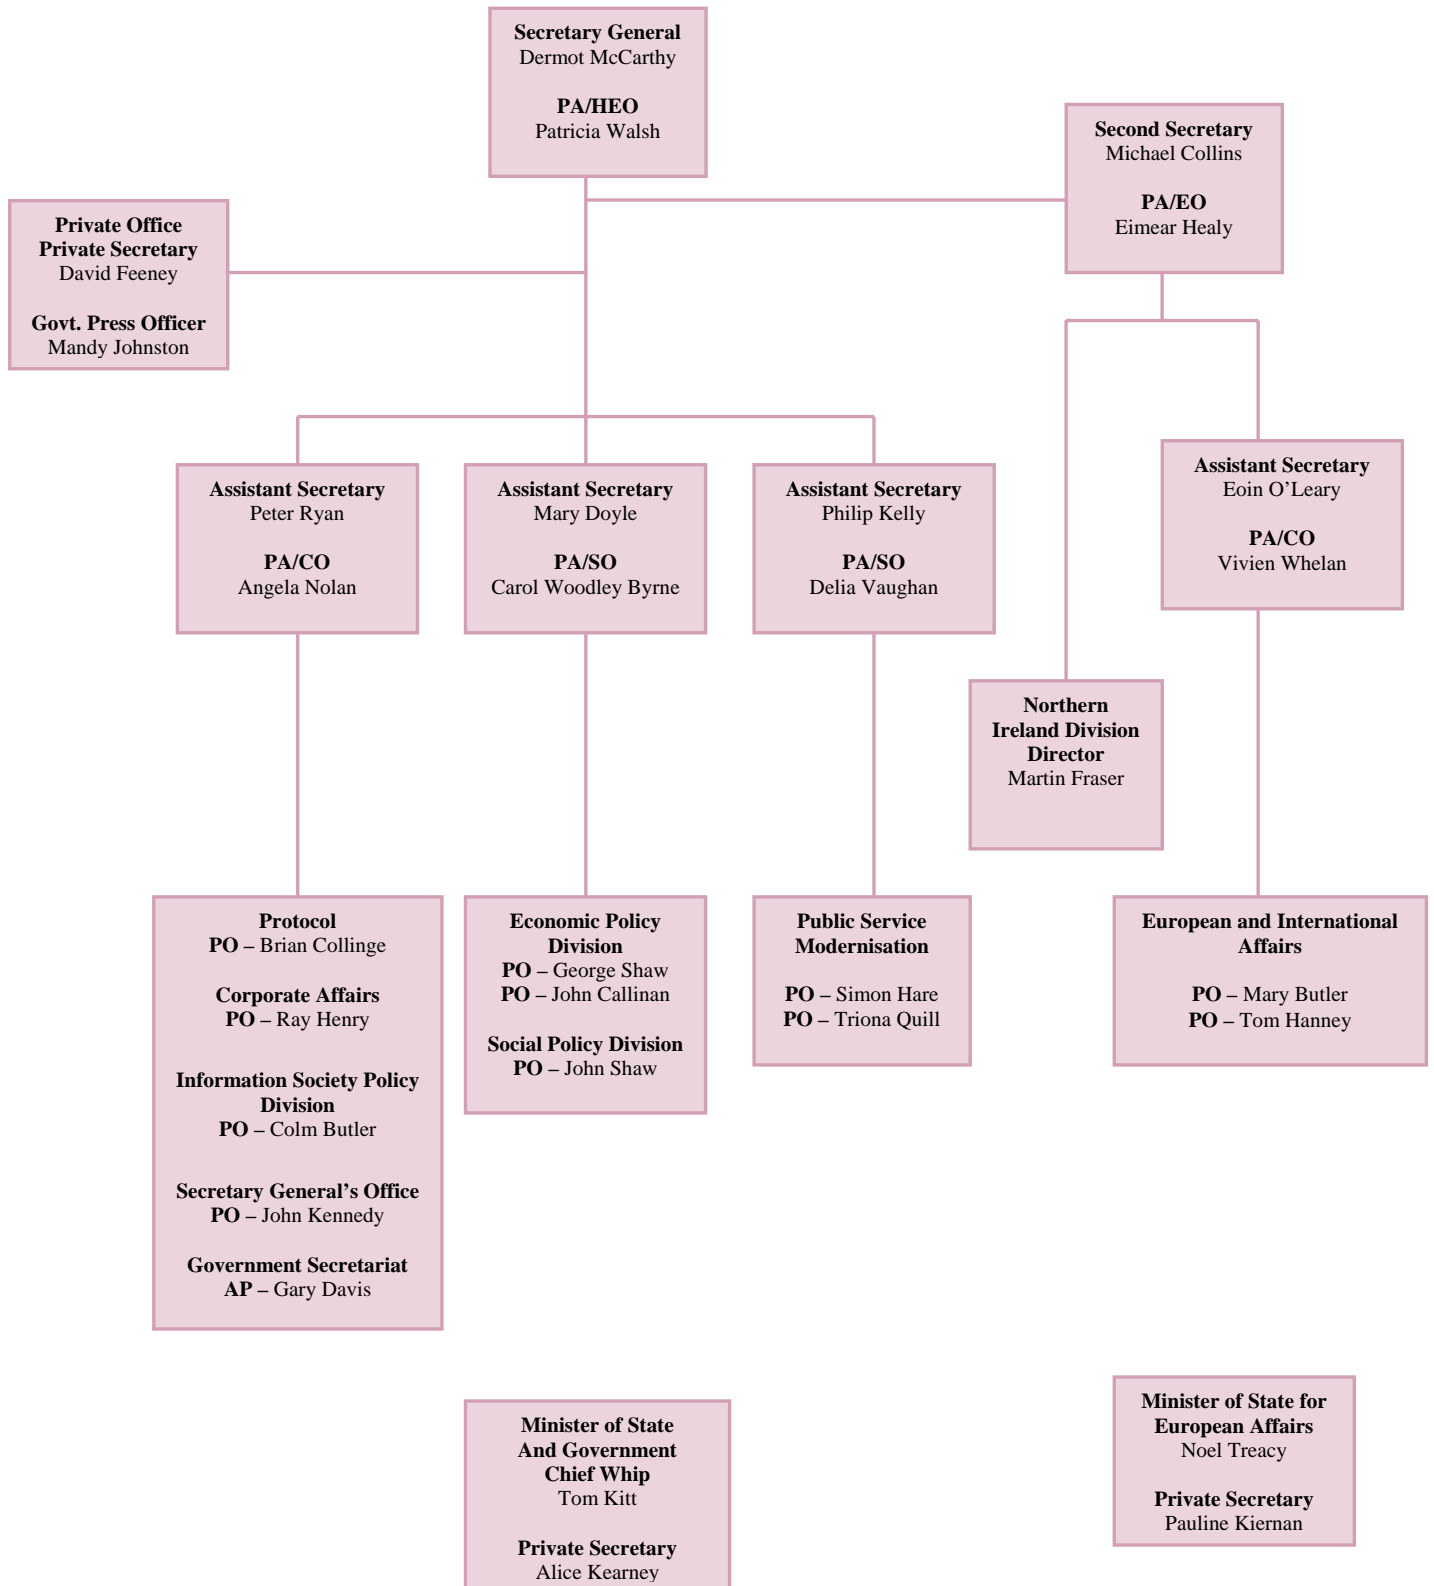 Secretary General
Dermot McCarthy
PA/HEO
Patricia Walsh
Second Secretary
Michael Collins
PA/EO
Eimear Healy
Private Office
Private Secretary
David Feeney
Govt. Press Officer
Mandy Johnston
Assistant Secretary
Peter Ryan
PA/CO
Angela Nolan
Assistant Secretary
Mary Doyle
PA/SO
Carol Woodley Byrne
Assistant Secretary
Philip Kelly
PA/SO
Delia Vaughan
Assistant Secretary
Eoin O’Leary
PA/CO
Vivien Whelan
Northern
Ireland Division
Director
Martin Fraser
Protocol
PO – Brian Collinge
Corporate Affairs
PO – Ray Henry
Information Society Policy
Division
PO – Colm Butler
Secretary General’s Office
PO – John Kennedy
Government Secretariat
AP – Gary Davis
Economic Policy
Division
PO – George Shaw
PO – John Callinan
Social Policy Division
PO – John Shaw
Public Service
Modernisation
PO – Simon Hare
PO – Triona Quill
European and International
Affairs
PO – Mary Butler
PO – Tom Hanney
Minister of State
And Government
Chief Whip
Tom Kitt
Private Secretary
Alice Kearney
Minister of State for
European Affairs
Noel Treacy
Private Secretary
Pauline Kiernan